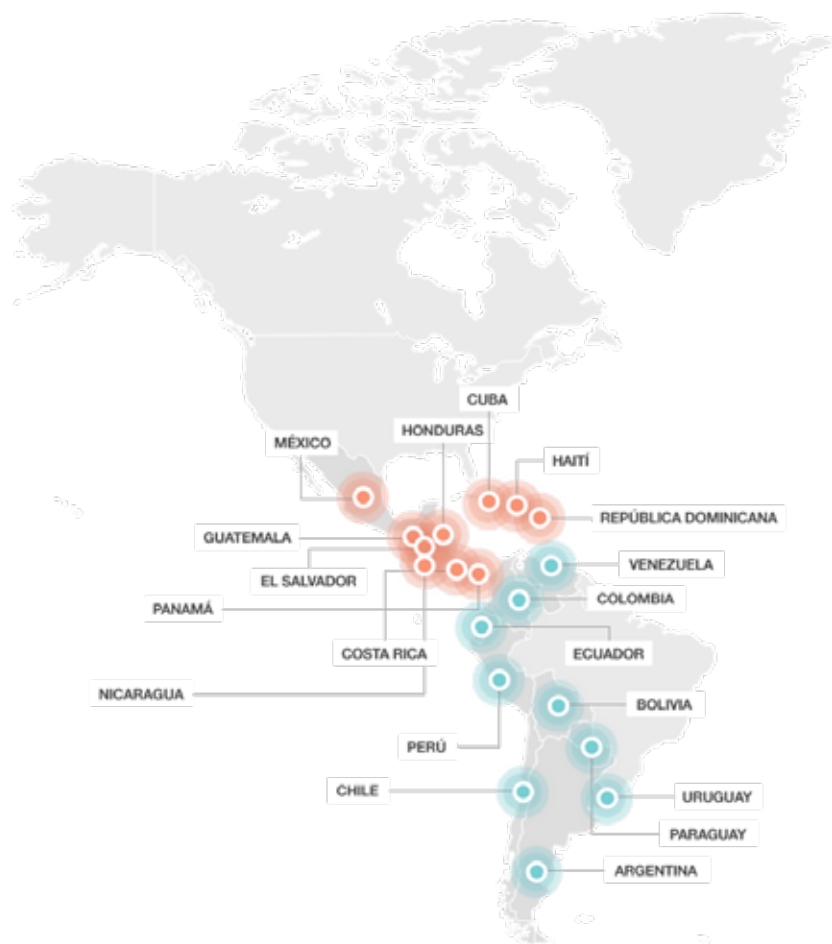 CUBA
HONDURAS
MÉXICO
HAITÍ
REPÚBLICA DOMINICANA
GUATEMALA
VENEZUELA
EL SALVADOR
COLOMBIA
PANAMÁ
COSTA RICA
ECUADOR
NICARAGUA
BOLIVIA
PERÚ
CHILE
URUGUAY
PARAGUAY
ARGENTINA